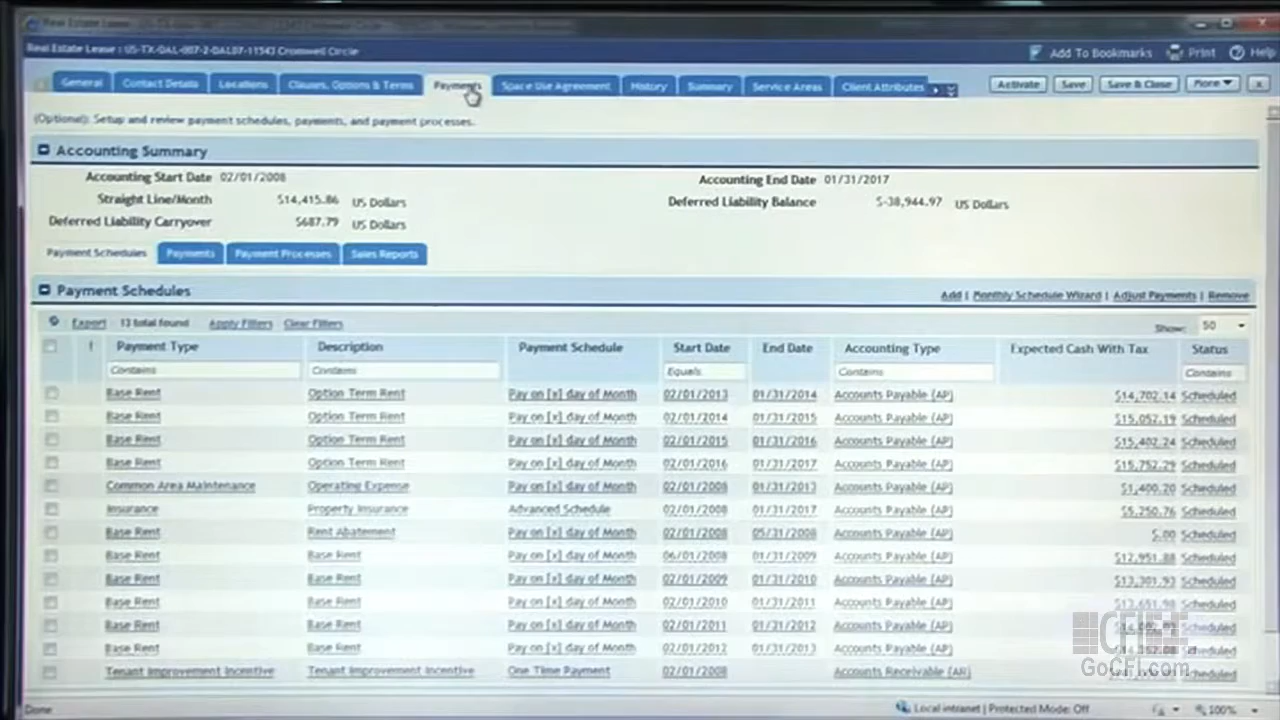 Real Estate Lease : US-TX-DAL-007-2-DAL07-11543 Cromwell Circle
Add To Bookmarks Print Help
General Contact Details Locations Clauses, Options & Terms Payments Space Use Agreement History Summary Service Areas Client Attributes Activate Save Save & Close More X
(Optional): Setup and review payment schedules, payments, and payment processes.
Accounting Summary
Accounting Start Date 02/01/2008 Accounting End Date 01/31/2017
Straight Line/Month $14,415.86 US Dollars Deferred Liability Balance $-38,944.97 US Dollars
Deferred Liability Carryover $687.79 US Dollars
Payment Schedules Payments Payment Processes Sales Reports
Payment Schedules Add | Monthly Schedule Wizard | Adjust Payments | Remove
Export 13 total found Apply Filters Clear Filters Show: 50
! Payment Type Description Payment Schedule Start Date End Date Accounting Type Expected Cash With Tax Status
Contains Contains Equals Contains Contains
Base Rent Option Term Rent Pay on [x] day of Month 02/01/2013 01/31/2014 Accounts Payable (AP) $14,702.14 Scheduled
Base Rent Option Term Rent Pay on [x] day of Month 02/01/2014 01/31/2015 Accounts Payable (AP) $15,052.19 Scheduled
Base Rent Option Term Rent Pay on [x] day of Month 02/01/2015 01/31/2016 Accounts Payable (AP) $15,402.24 Scheduled
Base Rent Option Term Rent Pay on [x] day of Month 02/01/2016 01/31/2017 Accounts Payable (AP) $15,752.29 Scheduled
Common Area Maintenance Operating Expense Pay on [x] day of Month 02/01/2008 01/31/2013 Accounts Payable (AP) $1,400.20 Scheduled
Insurance Property Insurance Advanced Schedule 02/01/2008 01/31/2017 Accounts Payable (AP) $5,250.76 Scheduled
Base Rent Rent Abatement Pay on [x] day of Month 02/01/2008 05/31/2008 Accounts Payable (AP) $.00 Scheduled
Base Rent Base Rent Pay on [x] day of Month 06/01/2008 01/31/2009 Accounts Payable (AP) $12,951.88 Scheduled
Base Rent Base Rent Pay on [x] day of Month 02/01/2009 01/31/2010 Accounts Payable (AP) $13,301.93 Scheduled
Base Rent Base Rent Pay on [x] day of Month 02/01/2010 01/31/2011 Accounts Payable (AP) $13,651.98 Scheduled
Base Rent Base Rent Pay on [x] day of Month 02/01/2011 01/31/2012 Accounts Payable (AP) Scheduled
Base Rent Base Rent Pay on [x] day of Month 02/01/2012 01/31/2013 Accounts Payable (AP) Scheduled
Tenant Improvement Incentive Tenant Improvement Incentive One Time Payment 02/01/2008 Accounts Receivable (AR) Scheduled
CFI
GoCFI.com
Done Local intranet | Protected Mode: Off 100%